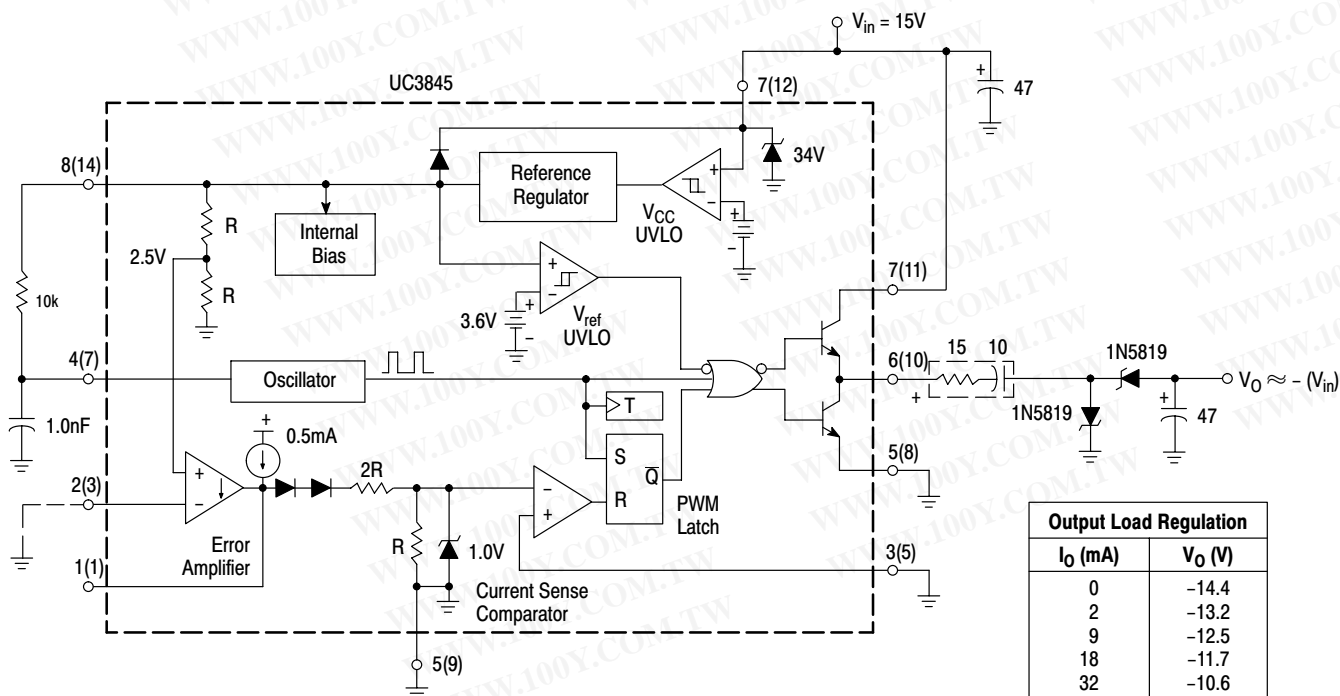 WWW.100Y.COM.TW
V_in = 15V
UC3845
7(12)
+
47
8(14)
34V
Reference
Regulator
+
−
+
−
V_CC
UVLO
R
Internal
Bias
2.5V
R
7(11)
10k
+
−
3.6V
+
−
V_ref
UVLO
15
10
6(10)
1N5819
V_O ≈ – (V_in)
4(7)
Oscillator
T
+
1N5819
+
47
1.0nF
+
0.5mA
2R
S
Q̅
R
5(8)
+
−
−
+
PWM
Latch
2(3)
R
1.0V
Error
Amplifier
3(5)
1(1)
Current Sense
Comparator
5(9)
Output Load Regulation
I_O (mA) V_O (V)
0 −14.4
2 −13.2
9 −12.5
18 −11.7
32 −10.6